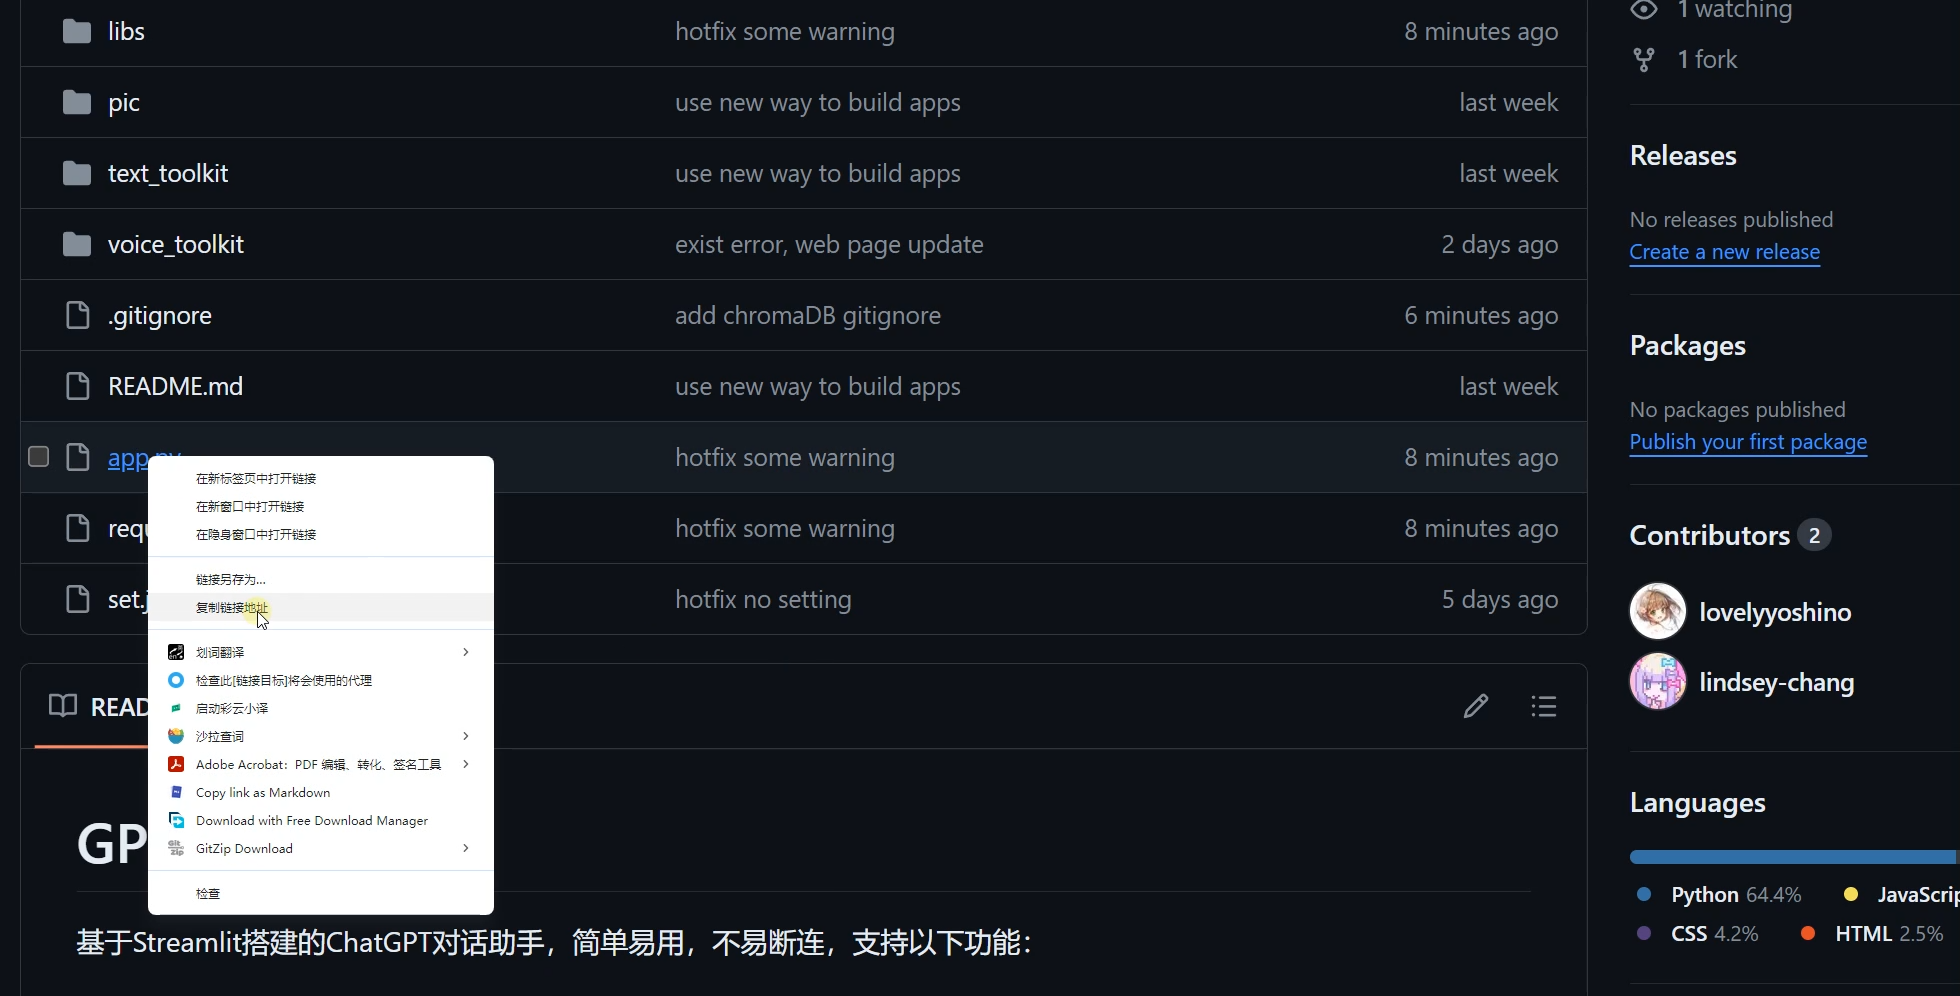 libs hotfix some warning 8 minutes ago
pic use new way to build apps last week
text_toolkit use new way to build apps last week
voice_toolkit exist error, web page update 2 days ago
.gitignore add chromaDB gitignore 6 minutes ago
README.md use new way to build apps last week
app.py hotfix some warning 8 minutes ago
requ hotfix some warning 8 minutes ago
set.j hotfix no setting 5 days ago
在新标签页中打开链接
在新窗口中打开链接
在隐身窗口中打开链接
链接另存为...
复制链接地址
划词翻译
检查此[链接目标]将会使用的代理
启动彩云小译
沙拉查词
Adobe Acrobat：PDF 编辑、转化、签名工具
Copy link as Markdown
Download with Free Download Manager
GitZip Download
检查
READ
GP
基于Streamlit搭建的ChatGPT对话助手，简单易用，不易断连，支持以下功能：
1 watching
1 fork
Releases
No releases published
Create a new release
Packages
No packages published
Publish your first package
Contributors 2
lovelyyoshino
lindsey-chang
Languages
Python 64.4% JavaScrip
CSS 4.2% HTML 2.5%